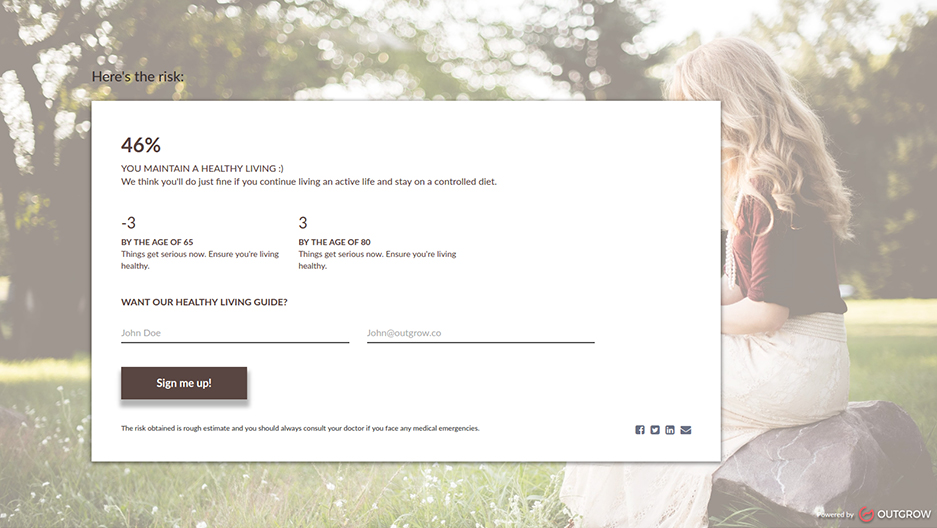 Here's the risk:
46%
YOU MAINTAIN A HEALTHY LIVING :)
We think you'll do just fine if you continue living an active life and stay on a controlled diet.
-3
BY THE AGE OF 65
Things get serious now. Ensure you're living
healthy.
3
BY THE AGE OF 80
Things get serious now. Ensure you're living
healthy.
WANT OUR HEALTHY LIVING GUIDE?
John Doe
John@outgrow.co
Sign me up!
The risk obtained is rough estimate and you should always consult your doctor if you face any medical emergencies.
Powered by OUTGROW